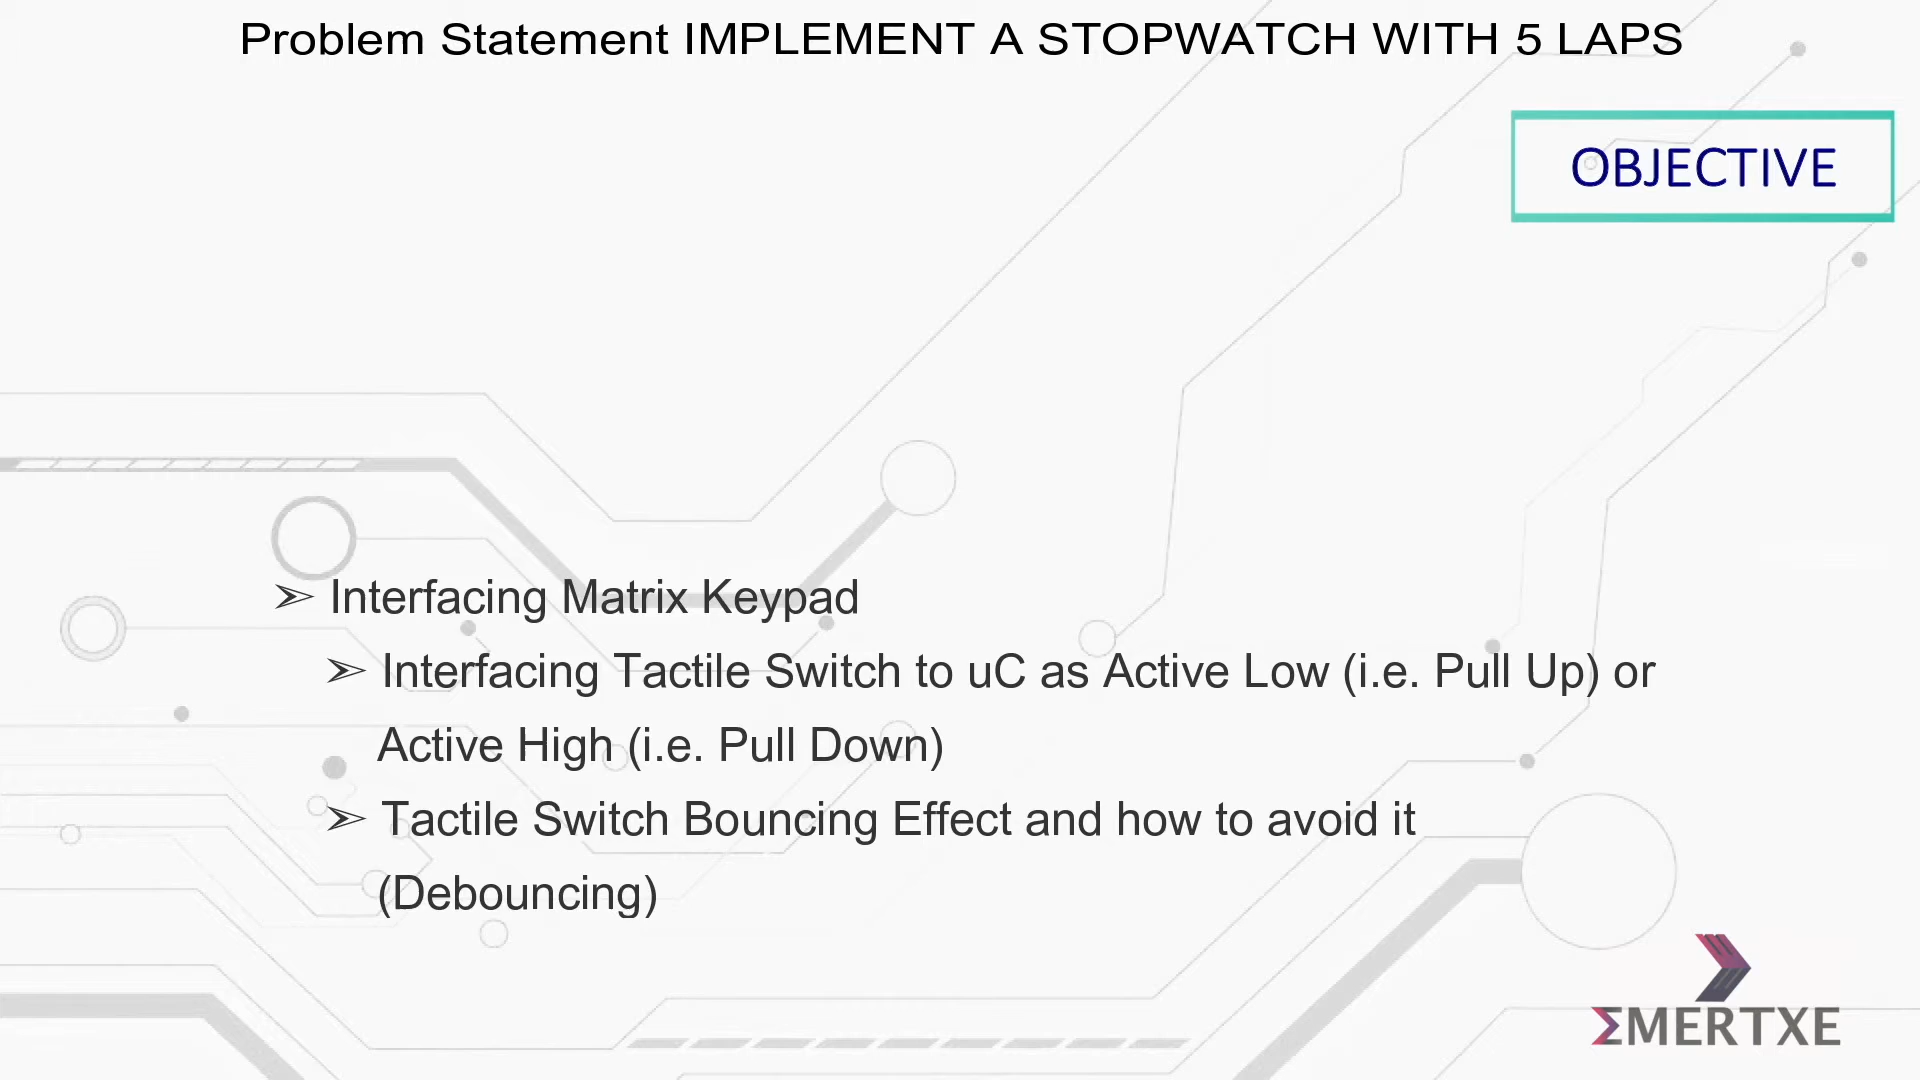 Problem Statement IMPLEMENT A STOPWATCH WITH 5 LAPS
OBJECTIVE
➢ Interfacing Matrix Keypad
➢ Interfacing Tactile Switch to uC as Active Low (i.e. Pull Up) or
Active High (i.e. Pull Down)
➢ Tactile Switch Bouncing Effect and how to avoid it
(Debouncing)
ΣMERTXE